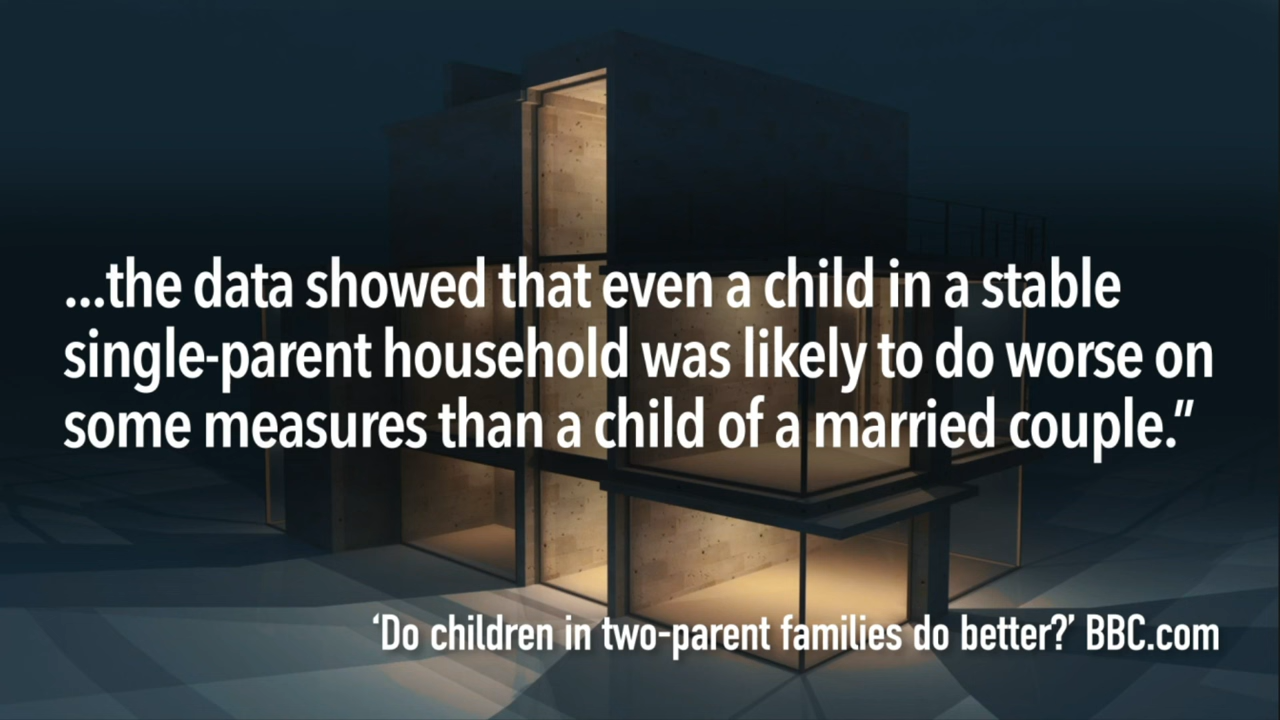 ...the data showed that even a child in a stable
single-parent household was likely to do worse on
some measures than a child of a married couple.”
‘Do children in two-parent families do better?’ BBC.com